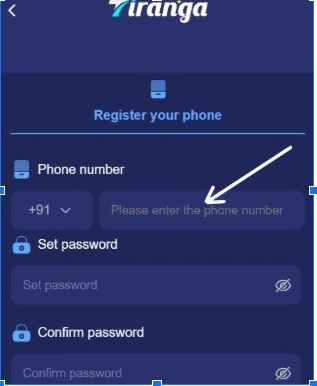 Tiranga
Register your phone
Phone number
+91 Please enter the phone number
Set password
Set password
Confirm password
Confirm password